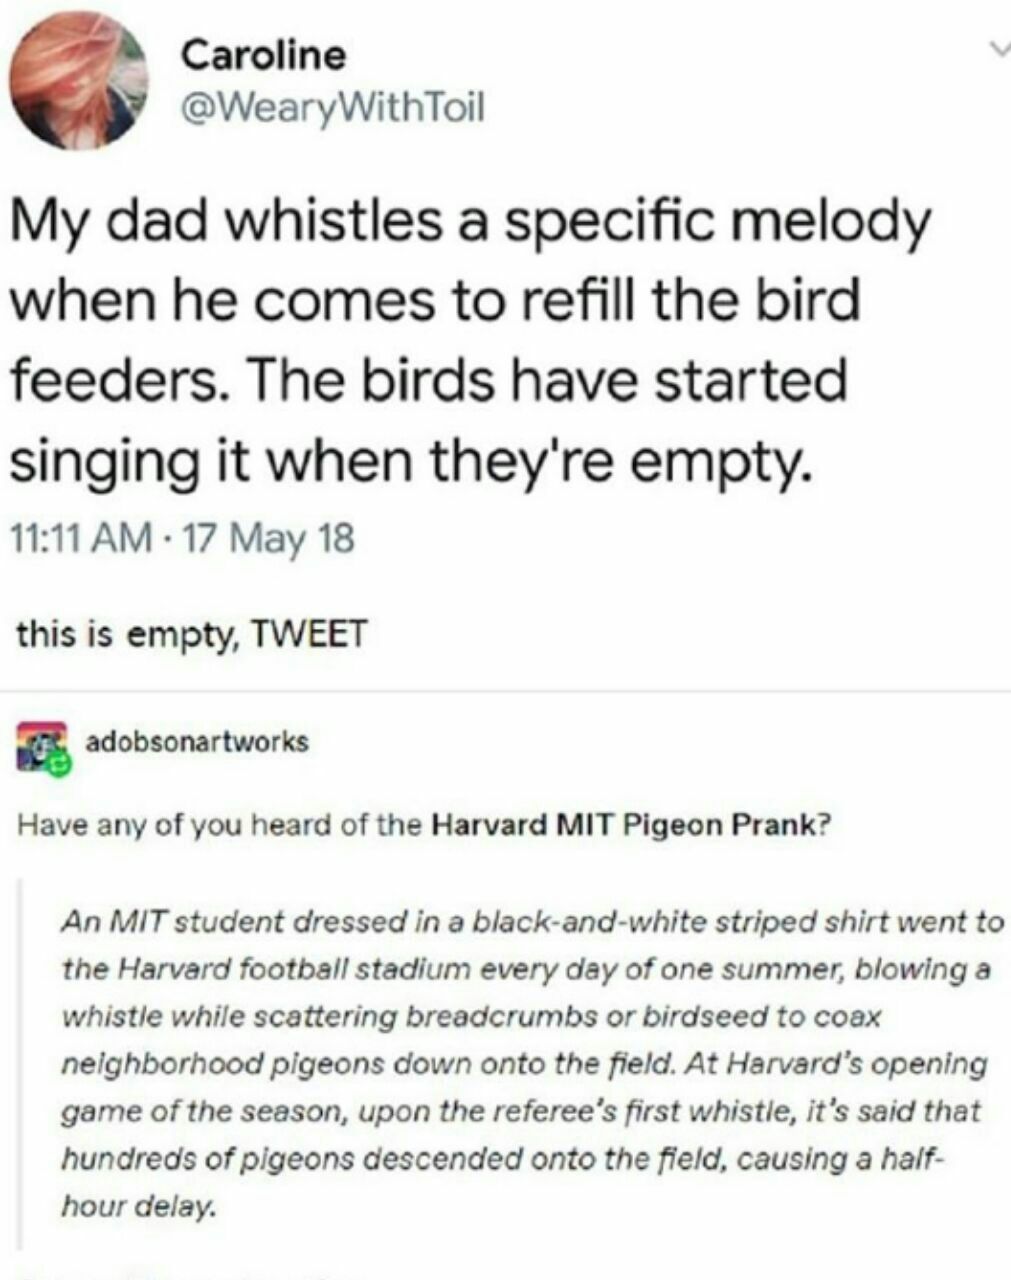 Caroline
@WearyWithToil
My dad whistles a specific melody
when he comes to refill the bird
feeders. The birds have started
singing it when they're empty.
11:11 AM · 17 May 18
this is empty, TWEET
adobsonartworks
Have any of you heard of the Harvard MIT Pigeon Prank?
An MIT student dressed in a black-and-white striped shirt went to
the Harvard football stadium every day of one summer, blowing a
whistle while scattering breadcrumbs or birdseed to coax
neighborhood pigeons down onto the field. At Harvard's opening
game of the season, upon the referee's first whistle, it's said that
hundreds of pigeons descended onto the field, causing a half-
hour delay.